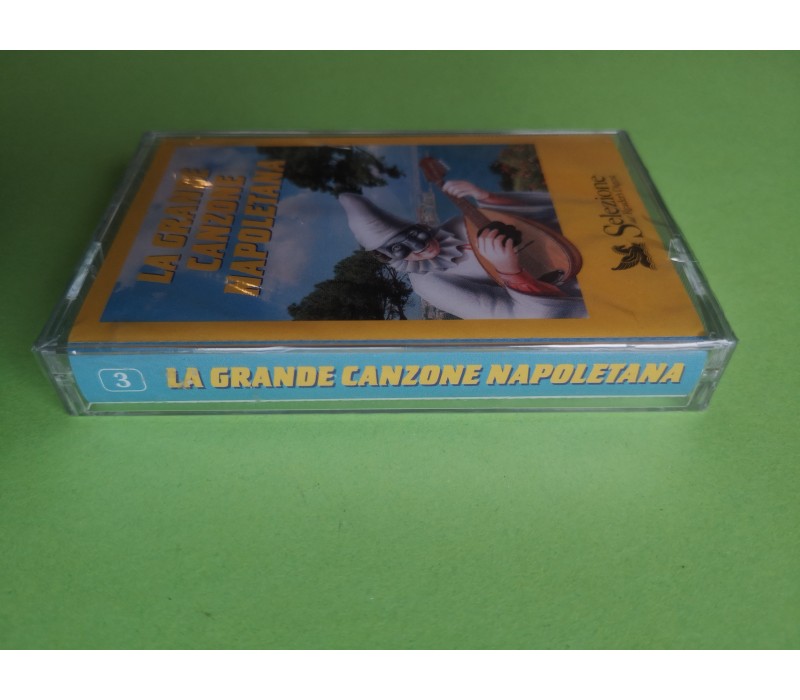 LA GRANDE
CANZONE
NAPOLETANA
Selezione
3
LA GRANDE CANZONE NAPOLETANA